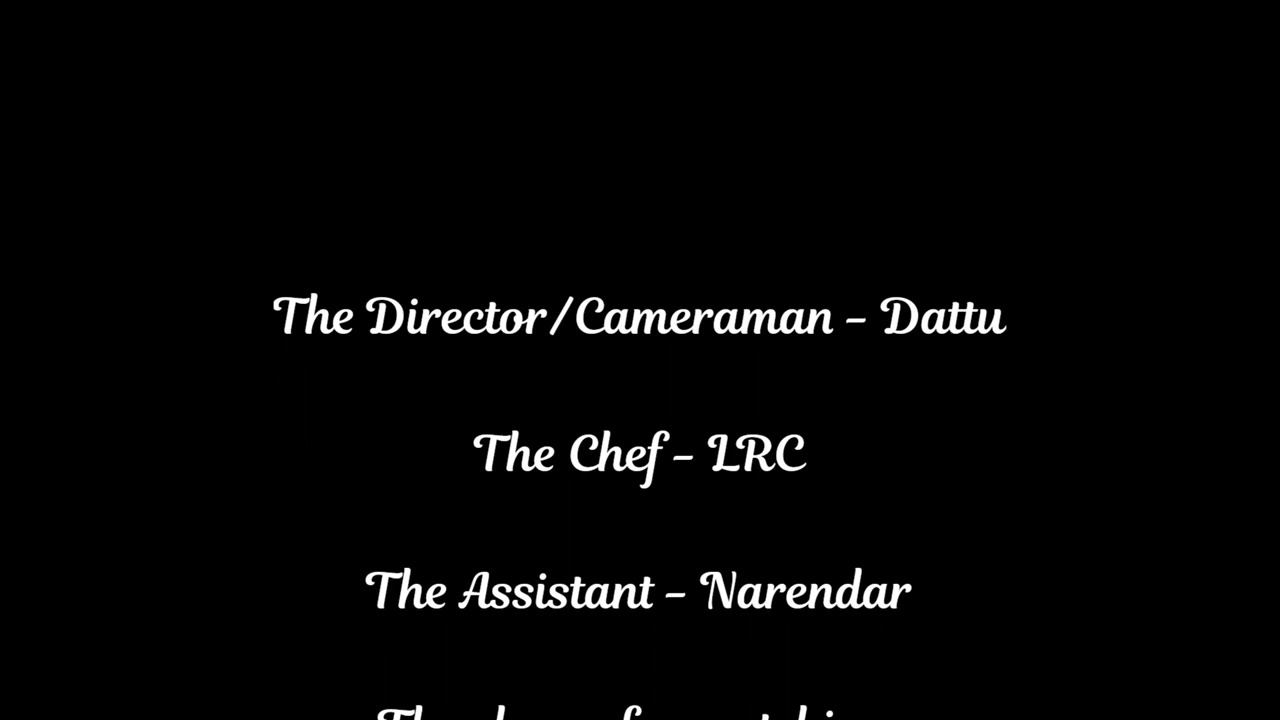 The Director/Cameraman – Dattu
The Chef – LRC
The Assistant – Narendar